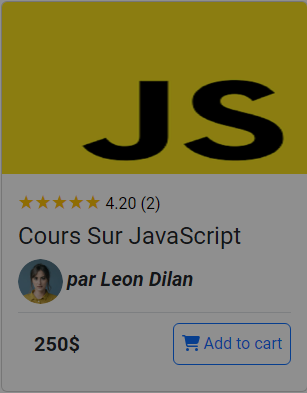 JS
4.20 (2)
Cours Sur JavaScript
par Leon Dilan
250$
Add to cart